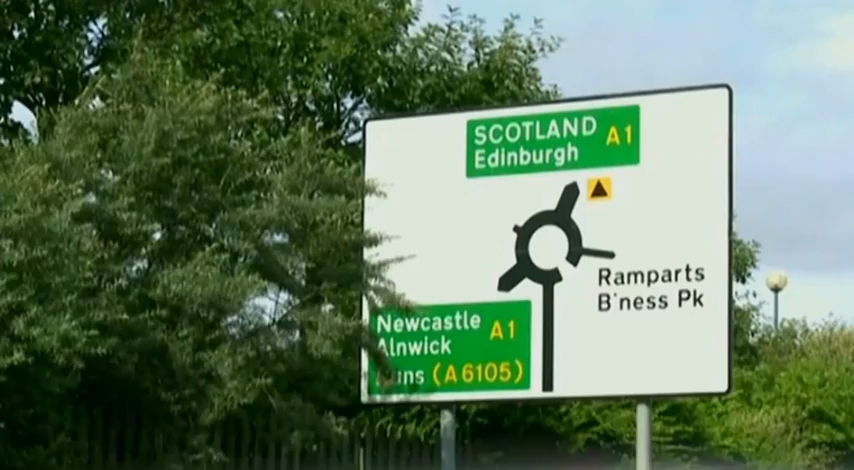 SCOTLAND A1
Edinburgh
Ramparts
B'ness Pk
Newcastle A1
Alnwick
(A6105)